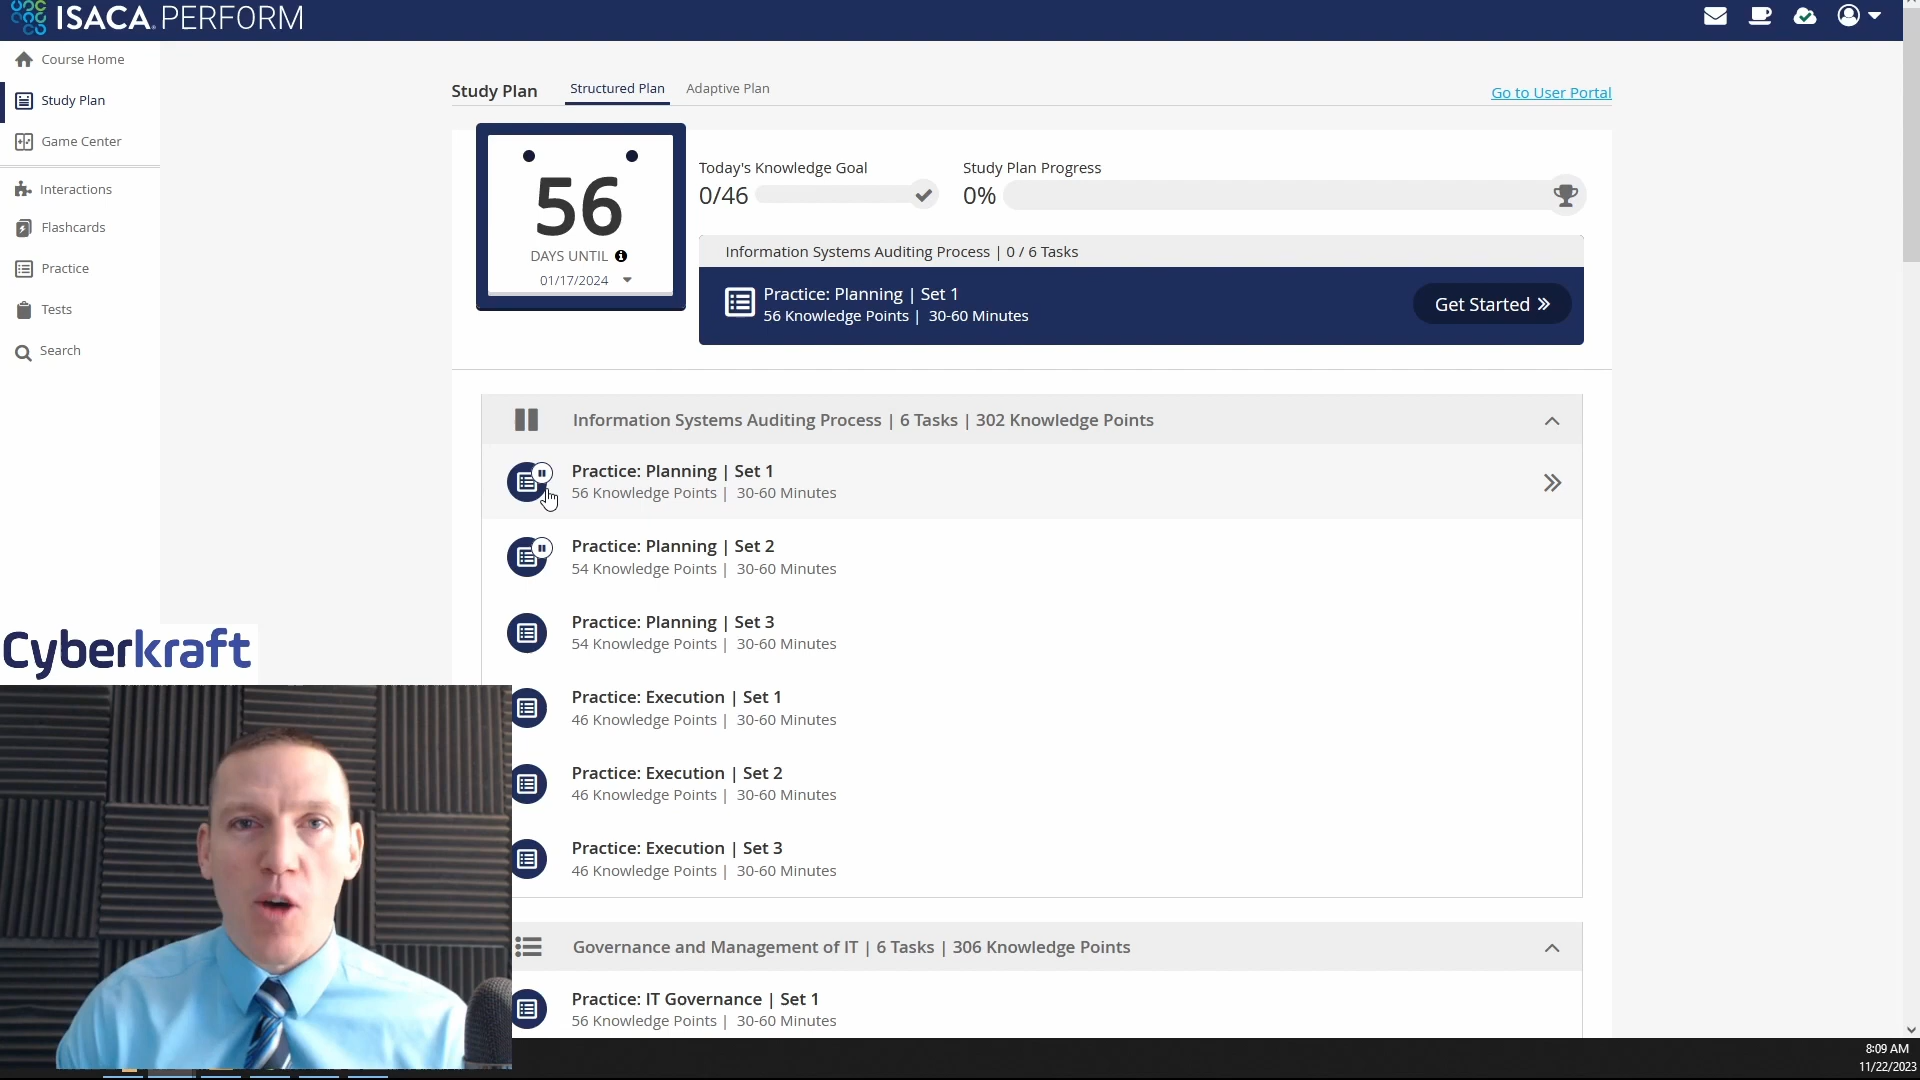 ISACA. PERFORM
Course Home
Study Plan
Game Center
Interactions
Flashcards
Practice
Tests
Search
Study Plan
Structured Plan
Adaptive Plan
Go to User Portal
56
DAYS UNTIL
01/17/2024
Today's Knowledge Goal
0/46
Study Plan Progress
0%
Information Systems Auditing Process | 0 / 6 Tasks
Practice: Planning | Set 1
56 Knowledge Points | 30-60 Minutes
Get Started
Information Systems Auditing Process | 6 Tasks | 302 Knowledge Points
Practice: Planning | Set 1
56 Knowledge Points | 30-60 Minutes
Practice: Planning | Set 2
54 Knowledge Points | 30-60 Minutes
Practice: Planning | Set 3
54 Knowledge Points | 30-60 Minutes
Practice: Execution | Set 1
46 Knowledge Points | 30-60 Minutes
Practice: Execution | Set 2
46 Knowledge Points | 30-60 Minutes
Practice: Execution | Set 3
46 Knowledge Points | 30-60 Minutes
Governance and Management of IT | 6 Tasks | 306 Knowledge Points
Practice: IT Governance | Set 1
56 Knowledge Points | 30-60 Minutes
Cyberkraft
8:09 AM
11/22/2023